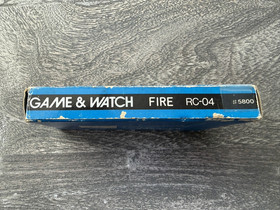 GAME & WATCH FIRE RC-04 ¥5800